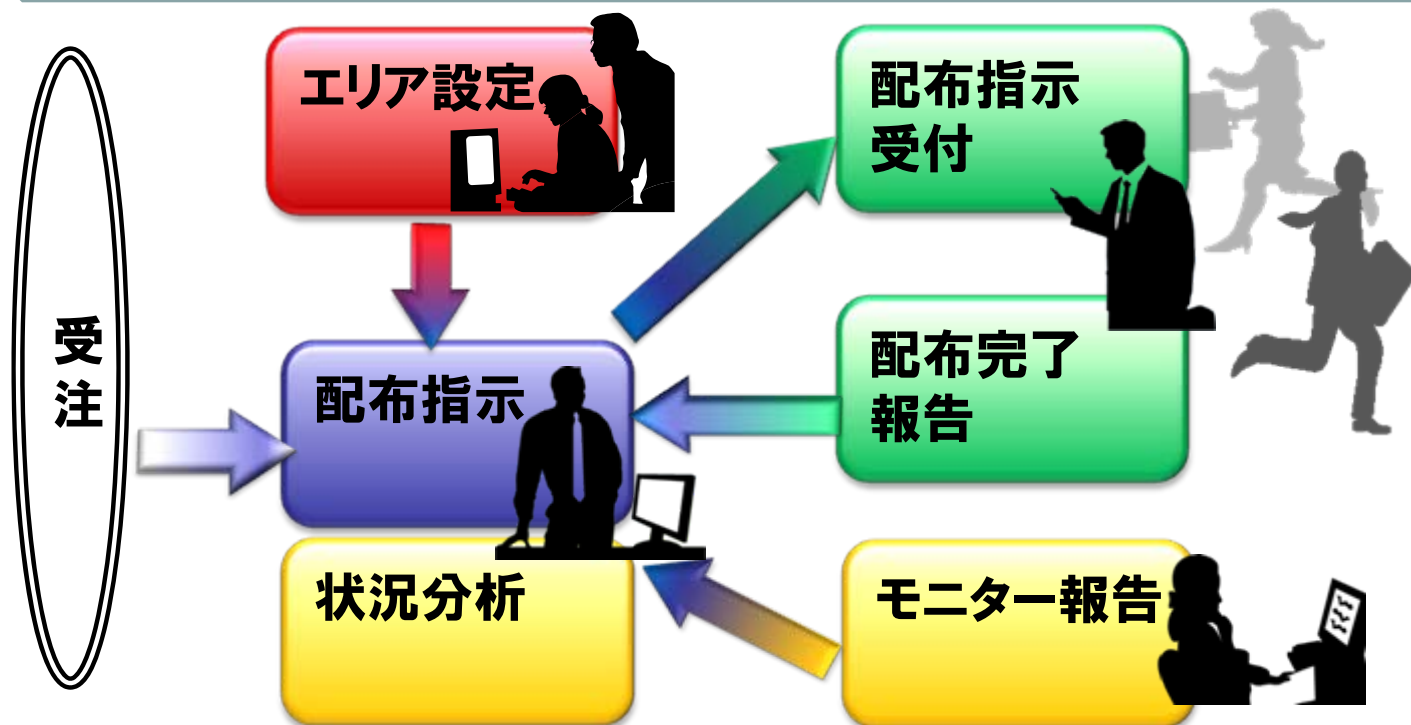 受注
エリア設定
配布指示
受付
配布指示
配布完了
報告
状況分析
モニター報告